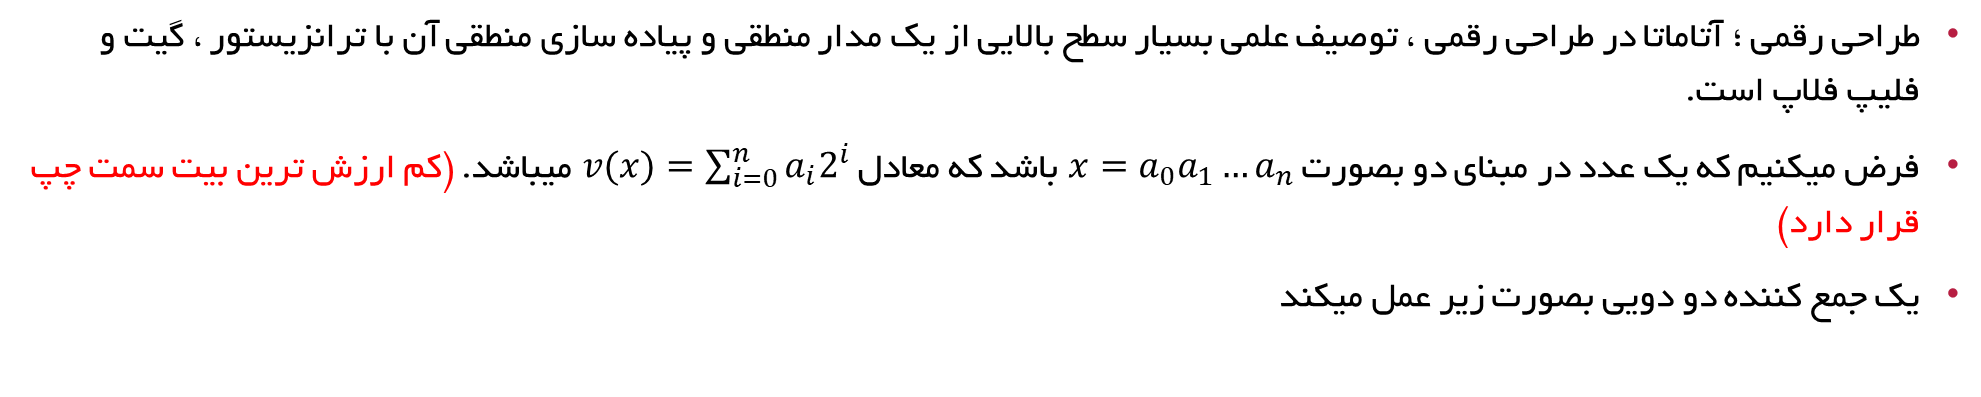 • طراحی رقمی ؛ آتاماتا در طراحی رقمی ، توصیف علمی بسیار سطح بالایی از یک مدار منطقی و پیاده سازی منطقی آن با ترانزیستور ، گیت و
فلیپ فلاپ است.
• فرض میکنیم که یک عدد در مبنای دو بصورت $x = a_0a_1 \dots a_n$ باشد که معادل $v(x) = \sum_{i=0}^{n} a_i 2^i$ میباشد. (کم ارزش ترین بیت سمت چپ
قرار دارد)
• یک جمع کننده دو دویی بصورت زیر عمل میکند